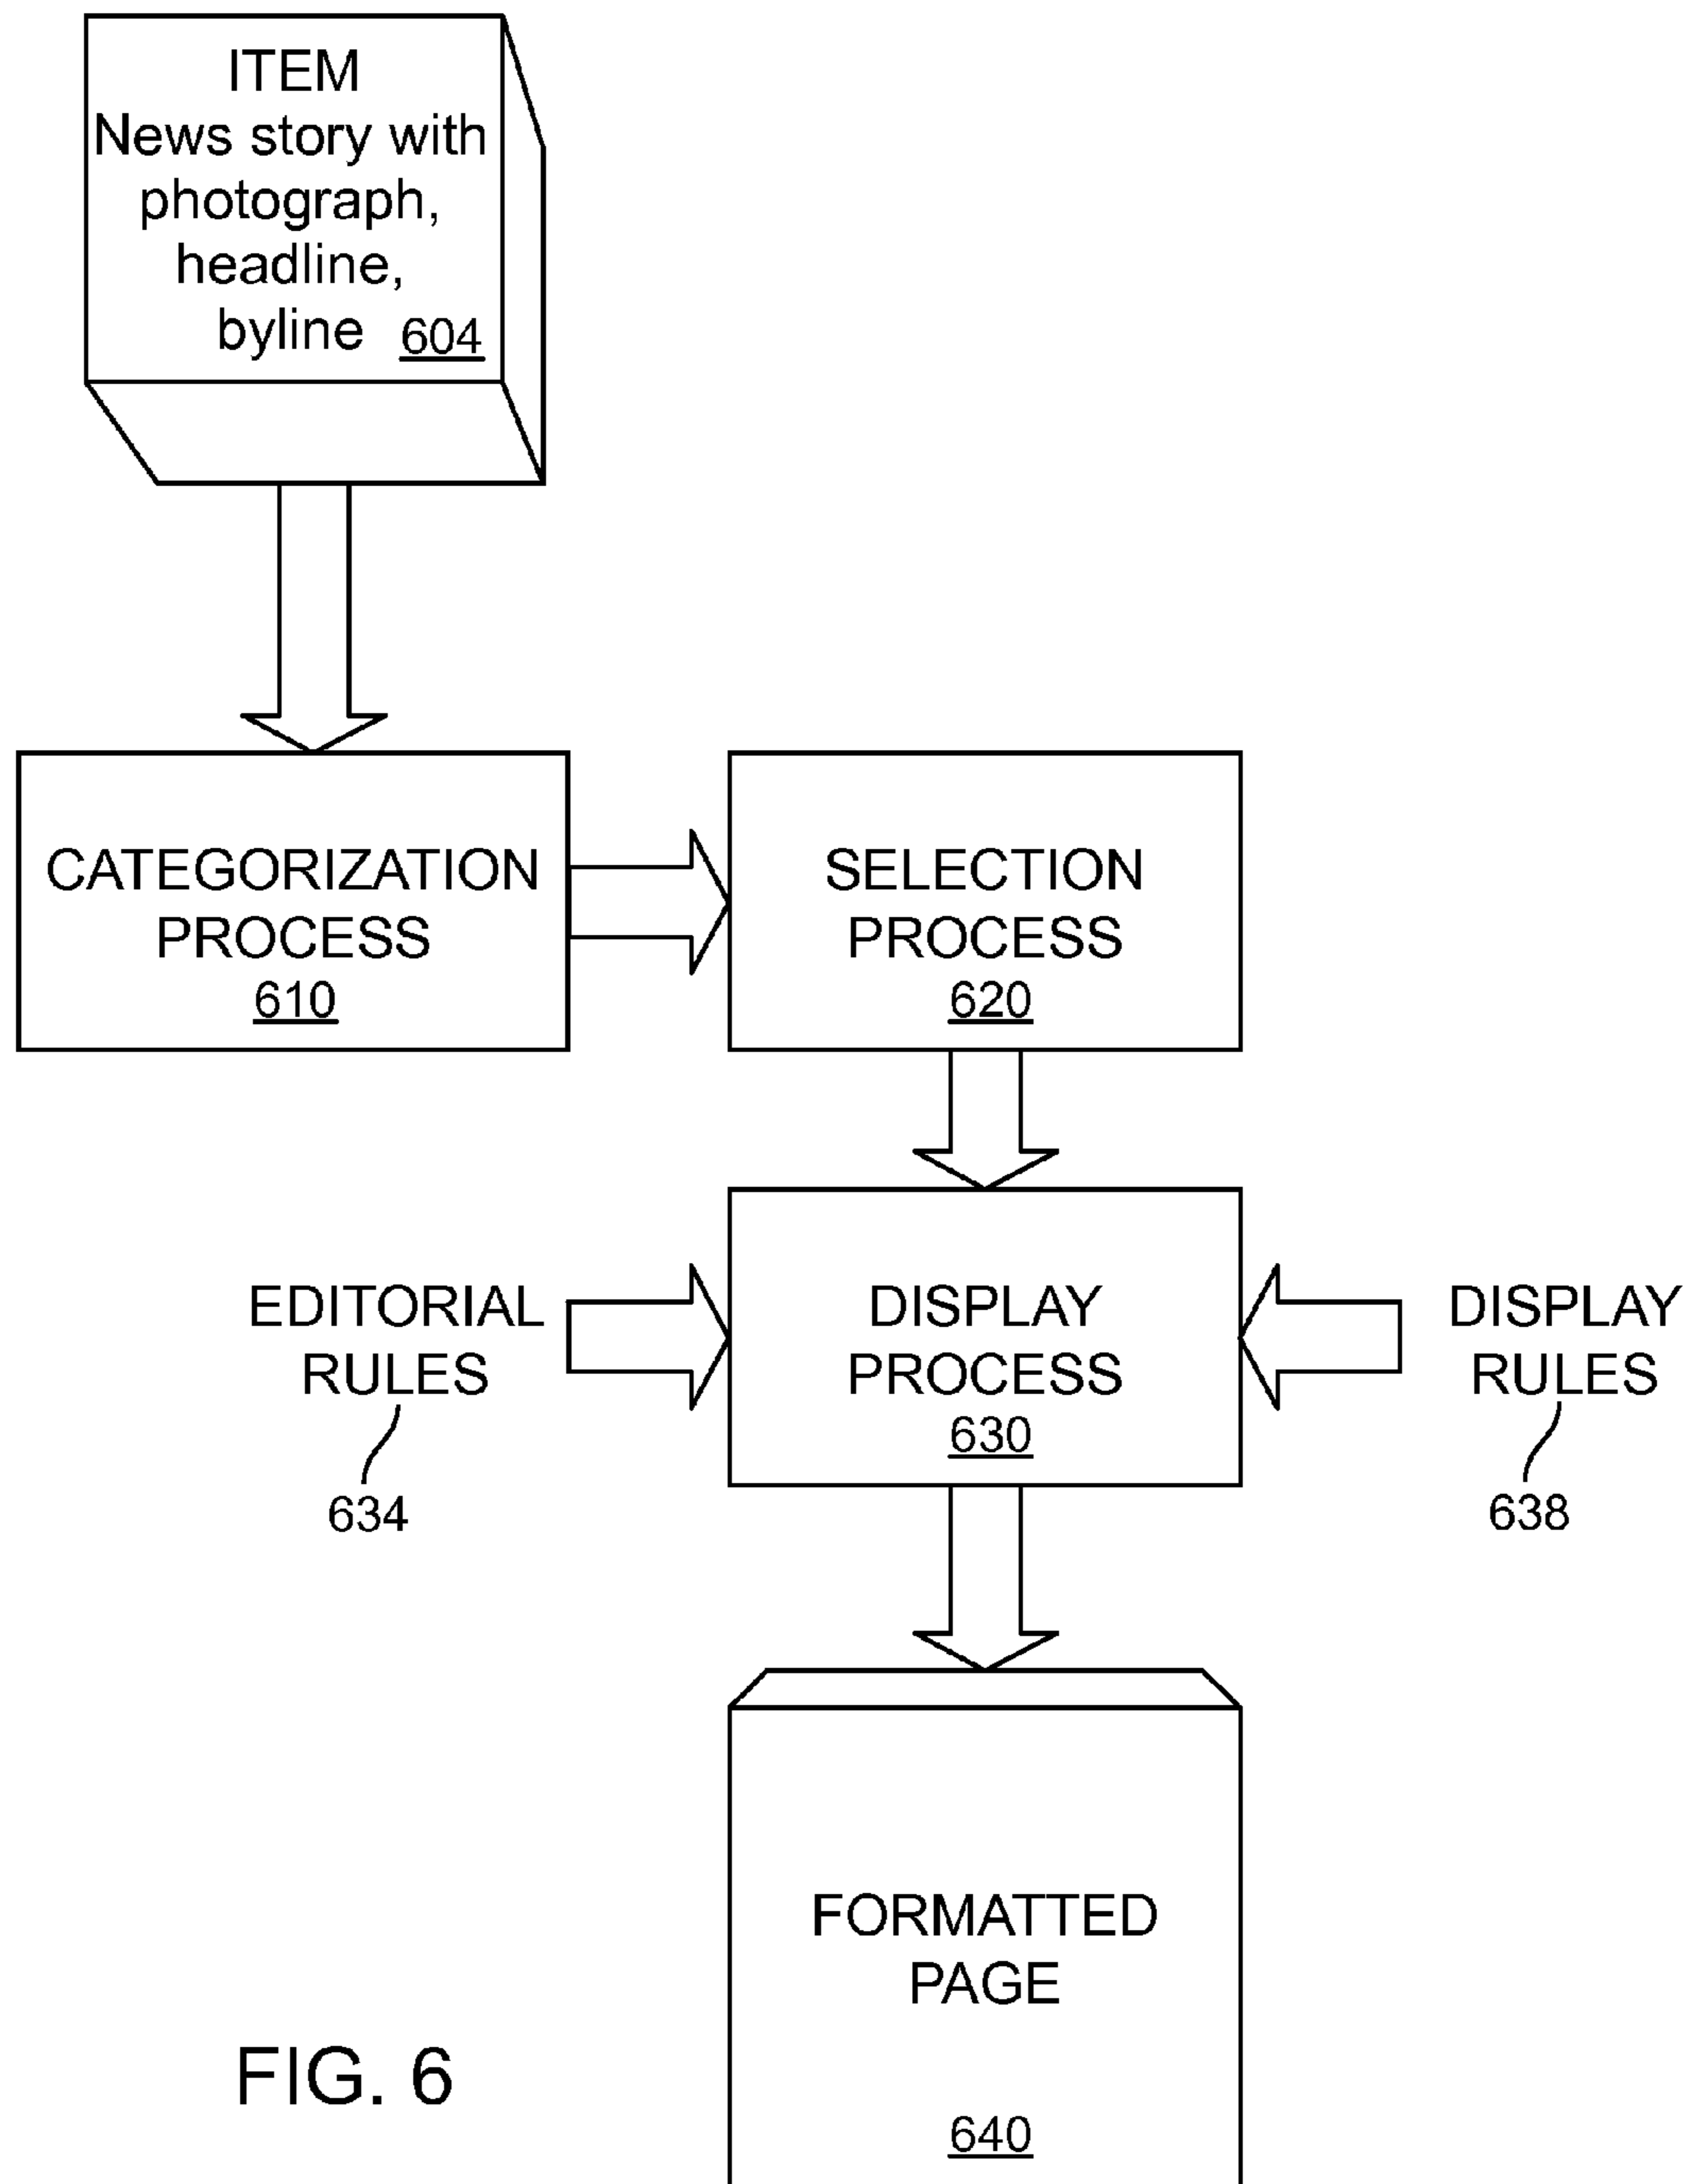 ITEM
News story with
photograph,
headline,
byline 604
CATEGORIZATION
PROCESS
610
SELECTION
PROCESS
620
EDITORIAL
RULES
634
DISPLAY
PROCESS
630
DISPLAY
RULES
638
FORMATTED
PAGE
640
FIG. 6